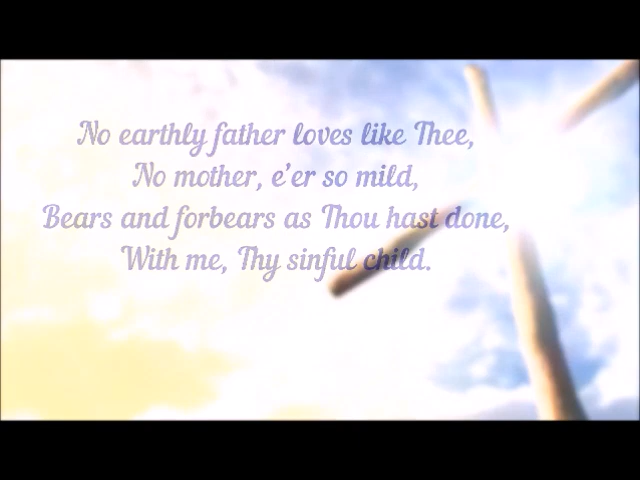 No earthly father loves like Thee,
No mother, e'er so mild,
Bears and forbears as Thou hast done,
With me, Thy sinful child.